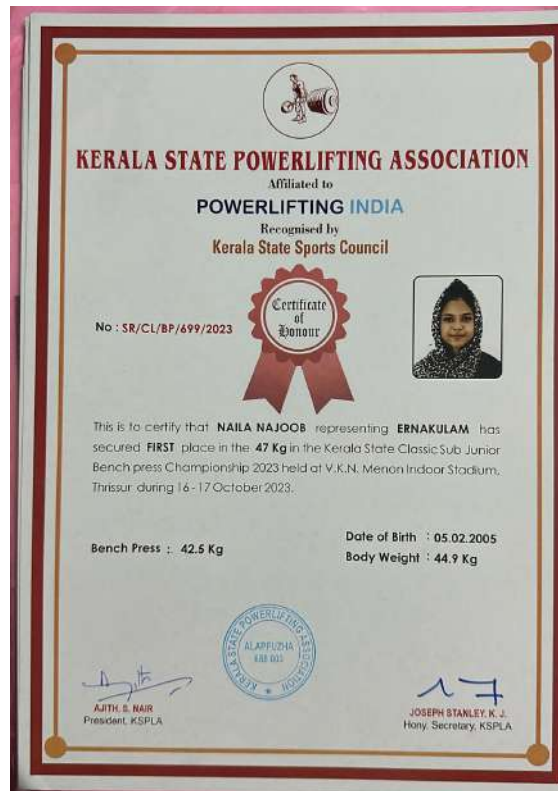 KERALA STATE POWERLIFTING ASSOCIATION
Affiliated to
POWERLIFTING INDIA
Recognised by
Kerala State Sports Council
Certificate
of
Honour
No : SR/CL/BP/699/2023
This is to certify that NAILA NAJOOB representing ERNAKULAM has
secured FIRST place in the 47 Kg in the Kerala State Classic Sub Junior
Bench press Championship 2023 held at V.K.N. Menon Indoor Stadium,
Thrissur during 16 - 17 October 2023.
Bench Press : 42.5 Kg
Date of Birth : 05.02.2005
Body Weight : 44.9 Kg
KERALA STATE POWERLIFTING ASSOCIATION
ALAPPUZHA
688 003
AJITH. S. NAIR
President, KSPLA
JOSEPH STANLEY. K. J.
Hony. Secretary, KSPLA